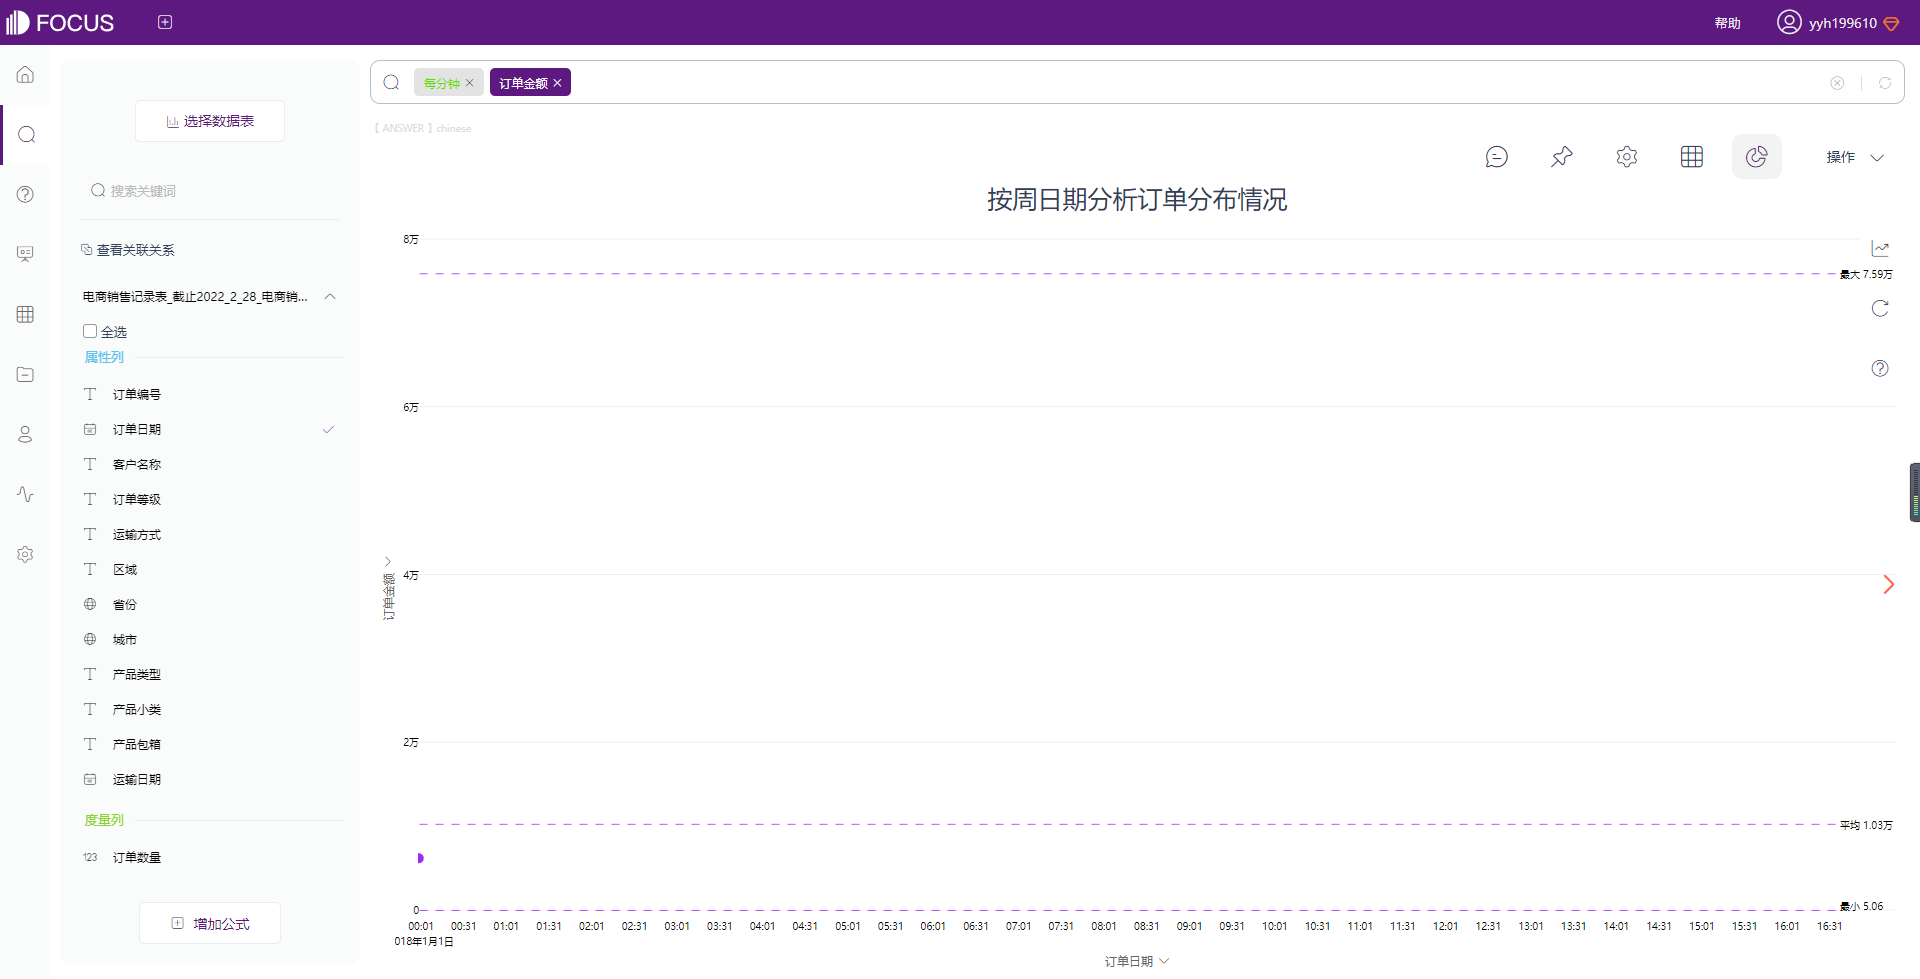 FOCUS
帮助
yyh199610
每分钟
订单金额
【 ANSWER 】chinese
选择数据表
搜索关键词
查看关联关系
电商销售记录表_截止2022_2_28_电商销...
全选
属性列
订单编号
订单日期
客户名称
订单等级
运输方式
区域
省份
城市
产品类型
产品小类
产品包箱
运输日期
度量列
123 订单数量
增加公式
操作
按周日期分析订单分布情况
8万
最大 7.59万
6万
4万
订单金额
2万
平均 1.03万
0
最小 5.06
00:01 00:31 01:01 01:31 02:01 02:31 03:01 03:31 04:01 04:31 05:01 05:31 06:01 06:31 07:01 07:31 08:01 08:31 09:01 09:31 10:01 10:31 11:01 11:31 12:01 12:31 13:01 13:31 14:01 14:31 15:01 15:31 16:01 16:31
018年1月1日
订单日期